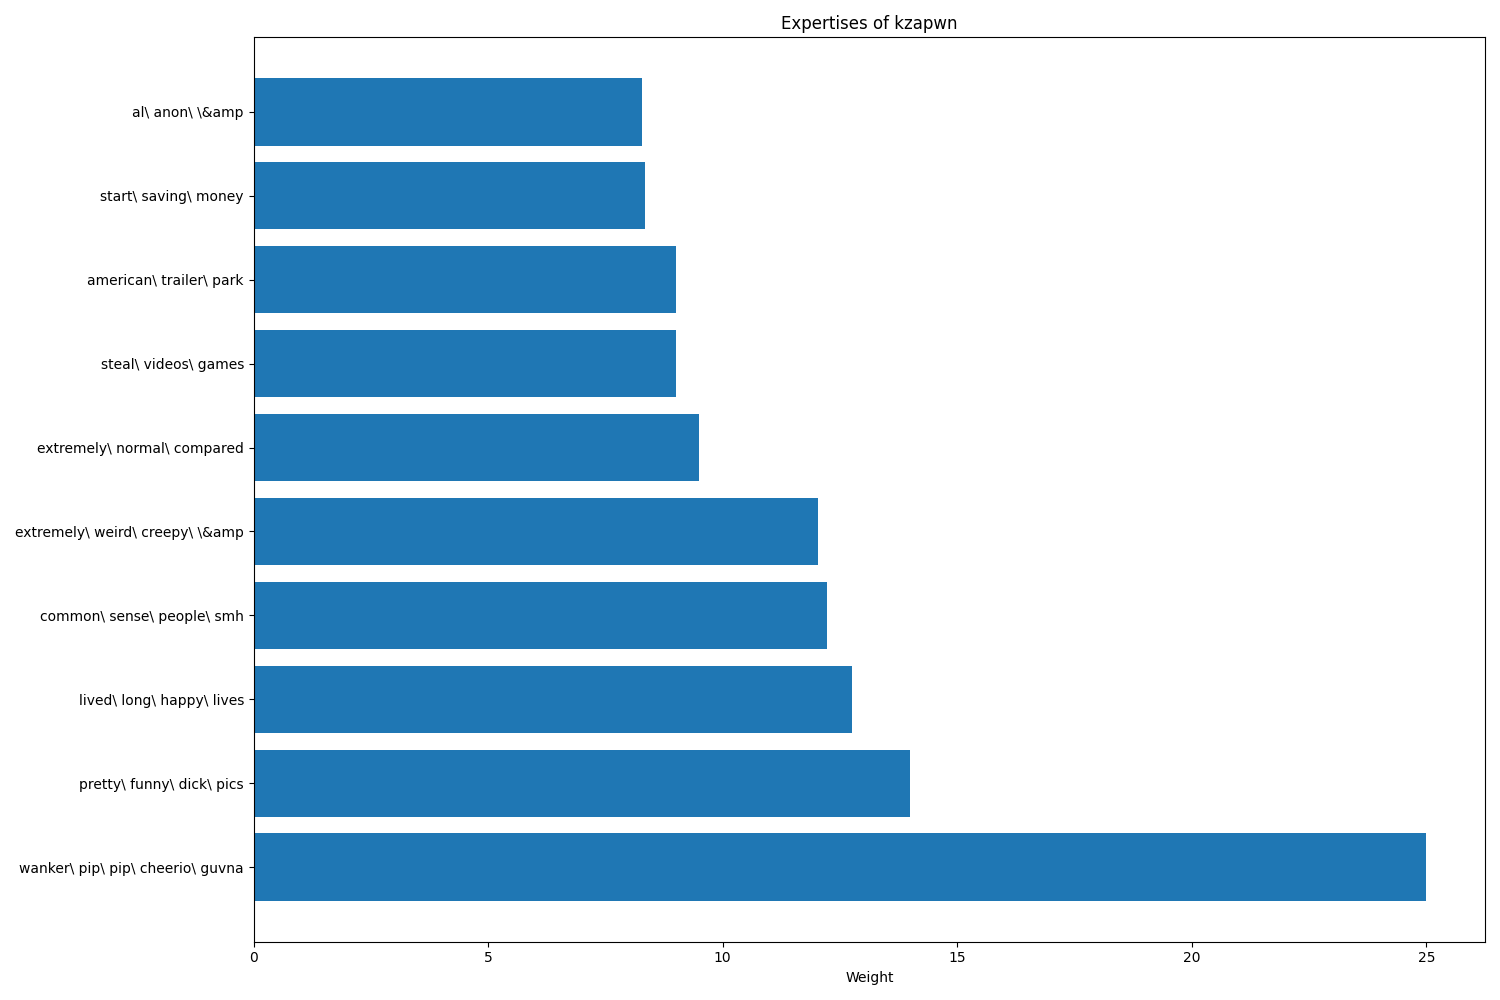 Expertises of kzapwn
al\ anon\ \&amp
start\ saving\ money
american\ trailer\ park
steal\ videos\ games
extremely\ normal\ compared
extremely\ weird\ creepy\ \&amp
common\ sense\ people\ smh
lived\ long\ happy\ lives
pretty\ funny\ dick\ pics
wanker\ pip\ pip\ cheerio\ guvna
0 5 10 15 20 25
Weight